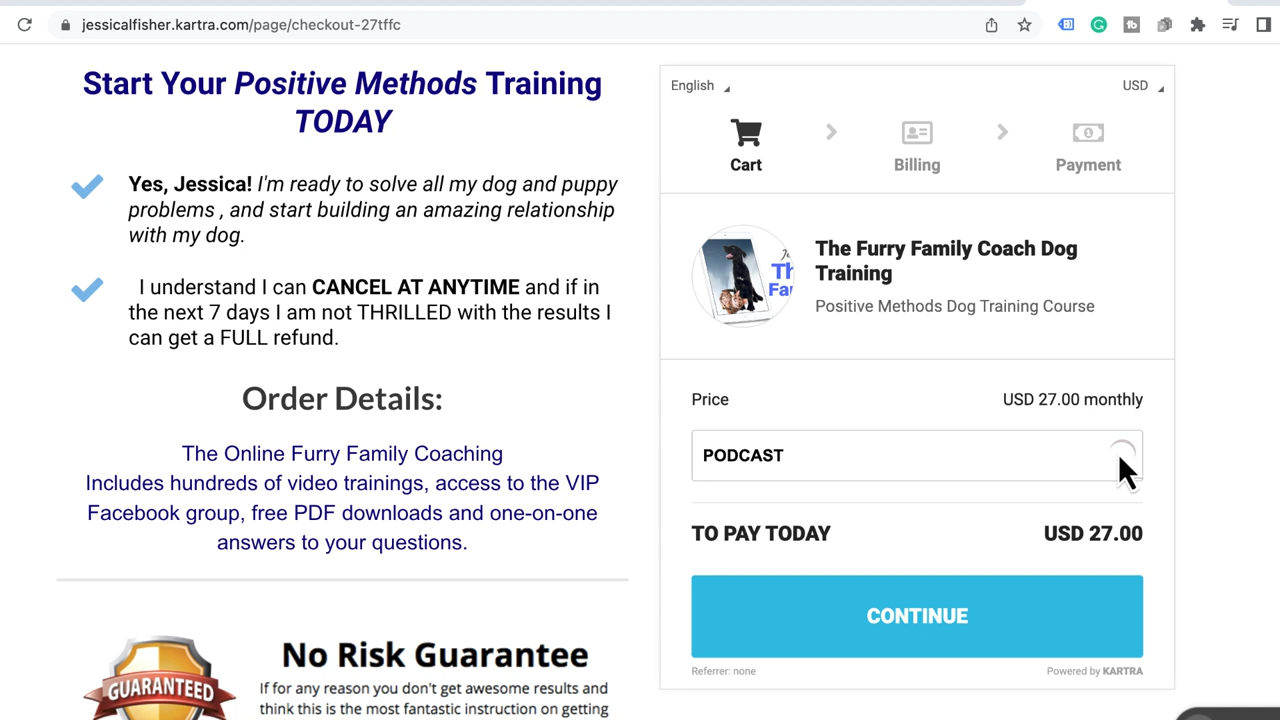 jessicalfisher.kartra.com/page/checkout-27tffc
Start Your Positive Methods Training
TODAY
Yes, Jessica! I'm ready to solve all my dog and puppy
problems , and start building an amazing relationship
with my dog.
I understand I can CANCEL AT ANYTIME and if in
the next 7 days I am not THRILLED with the results I
can get a FULL refund.
Order Details:
The Online Furry Family Coaching
Includes hundreds of video trainings, access to the VIP
Facebook group, free PDF downloads and one-on-one
answers to your questions.
GUARANTEED
No Risk Guarantee
If for any reason you don't get awesome results and
think this is the most fantastic instruction on getting
English
USD
Cart
Billing
Payment
The Furry Family Coach Dog
Training
Positive Methods Dog Training Course
Price
USD 27.00 monthly
PODCAST
TO PAY TODAY
USD 27.00
CONTINUE
Referrer: none
Powered by KARTRA